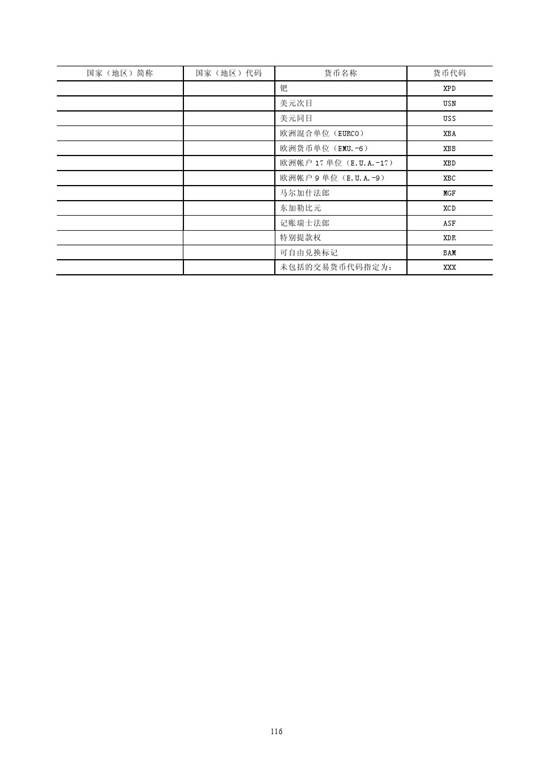 国家（地区）简称 国家（地区）代码 货币名称 货币代码
钯 XPD
美元次日 USN
美元同日 USS
欧洲混合单位（EURCO） XBA
欧洲货币单位（EMU.-6） XBB
欧洲帐户 17 单位（E.U.A.-17） XBD
欧洲帐户 9 单位（E.U.A.-9） XBC
马尔加什法郎 MGF
东加勒比元 XCD
记账瑞士法郎 ASF
特别提款权 XDR
可自由兑换标记 BAM
未包括的交易货币代码指定为： XXX
116